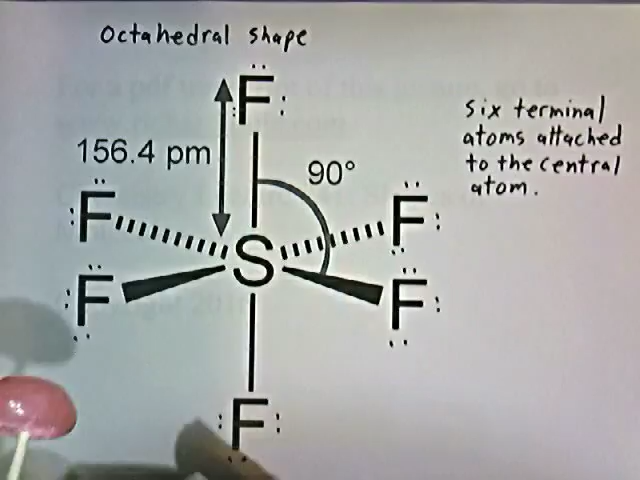 Octahedral shape
F
156.4 pm
90°
six terminal
atoms attached
to the central
atom.
F
F
S
F
F
F